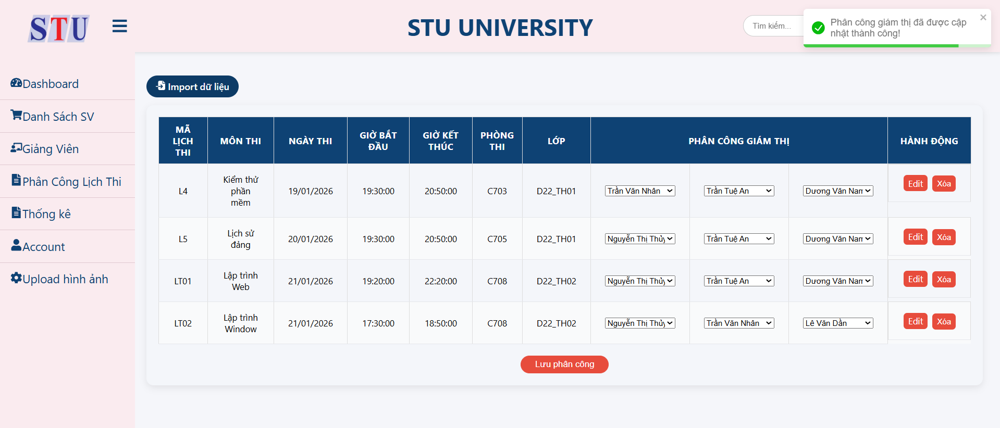 STU
STU UNIVERSITY
Tìm kiếm...
Phân công giám thị đã được cập
nhật thành công!
Dashboard
Danh Sách SV
Giảng Viên
Phân Công Lịch Thi
Thống kê
Account
Upload hình ảnh
Import dữ liệu
MÃ LỊCH THI MÔN THI NGÀY THI GIỜ BẮT ĐẦU GIỜ KẾT THÚC PHÒNG THI LỚP PHÂN CÔNG GIÁM THỊ HÀNH ĐỘNG
L4 Kiểm thử phần mềm 19/01/2026 19:30:00 20:50:00 C703 D22_TH01 Trần Văn Nhân Trần Tuệ An Dương Văn Nam Edit Xóa
L5 Lịch sử đảng 20/01/2026 19:30:00 20:50:00 C705 D22_TH01 Nguyễn Thị Thủy Trần Tuệ An Dương Văn Nam Edit Xóa
LT01 Lập trình Web 21/01/2026 19:20:00 22:20:00 C708 D22_TH02 Nguyễn Thị Thủy Trần Tuệ An Dương Văn Nam Edit Xóa
LT02 Lập trình Window 21/01/2026 17:30:00 18:50:00 C708 D22_TH02 Nguyễn Thị Thủy Trần Văn Nhân Lê Văn Dần Edit Xóa
Lưu phân công